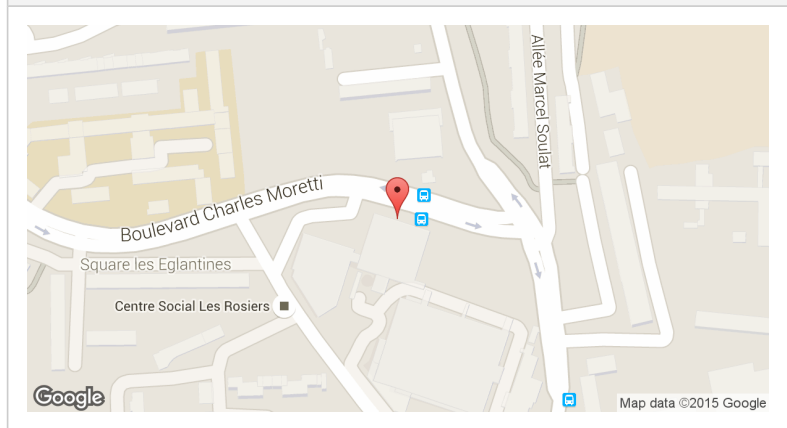 Allée Marcel Soulat
Boulevard Charles Moretti
Square les Eglantines
Centre Social Les Rosiers
Google
Map data ©2015 Google